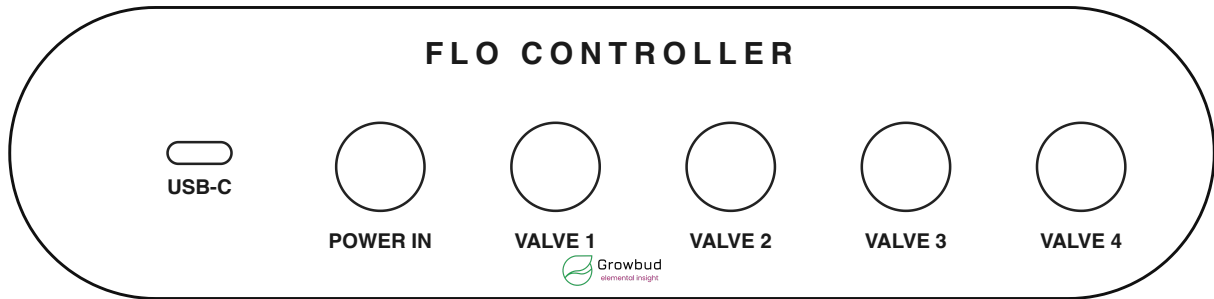 FLO CONTROLLER
USB-C
POWER IN
VALVE 1
VALVE 2
VALVE 3
VALVE 4
Growbud
elemental insight